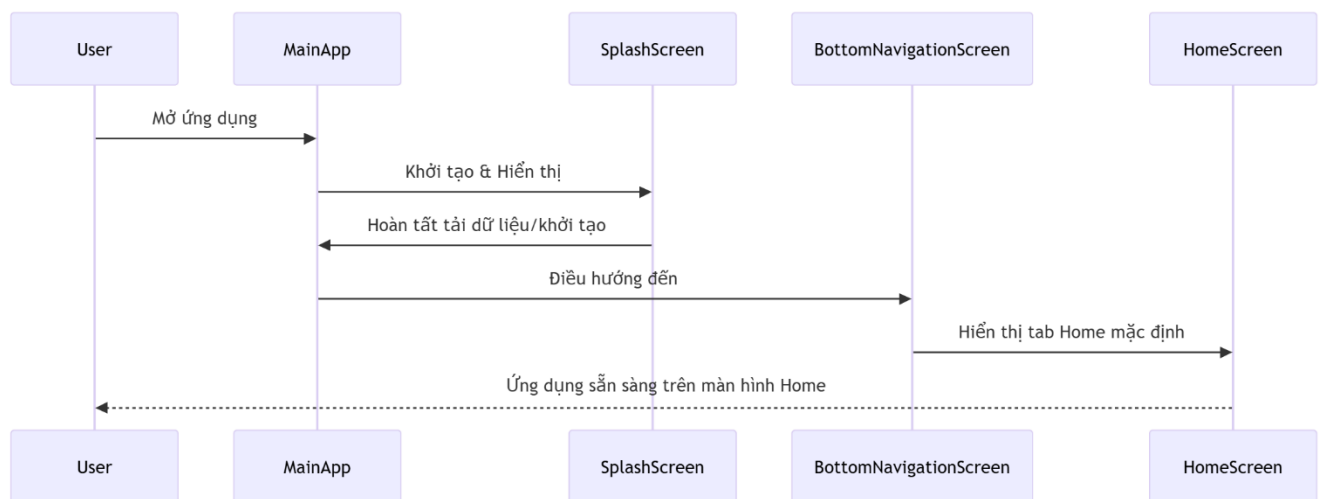 User
MainApp
SplashScreen
BottomNavigationScreen
HomeScreen
Mở ứng dụng
Khởi tạo & Hiển thị
Hoàn tất tải dữ liệu/khởi tạo
Điều hướng đến
Hiển thị tab Home mặc định
Ứng dụng sẵn sàng trên màn hình Home
User
MainApp
SplashScreen
BottomNavigationScreen
HomeScreen